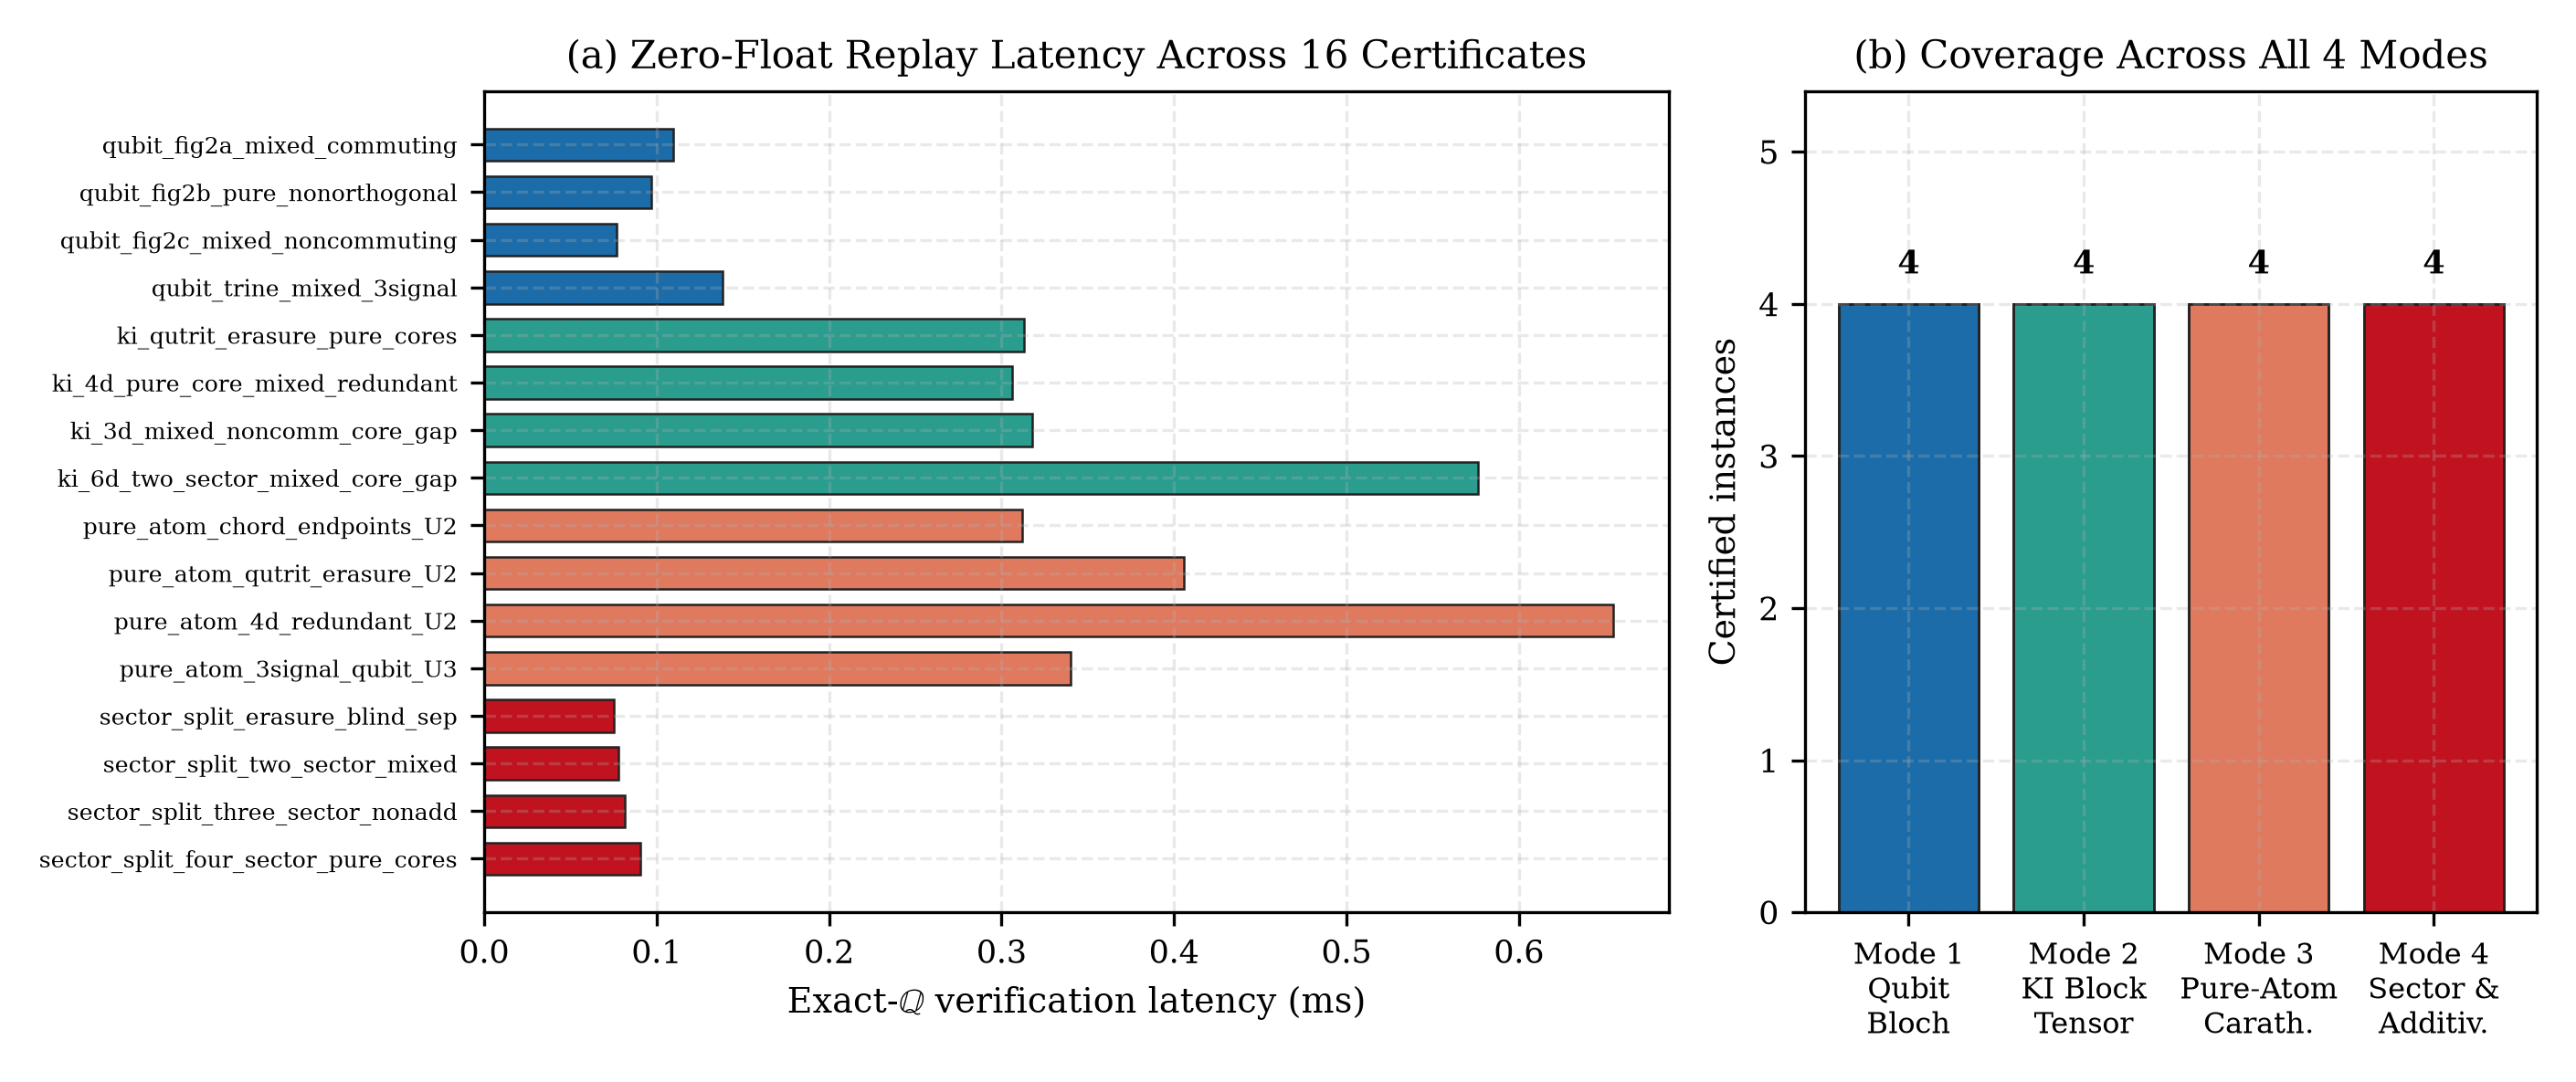 (a) Zero-Float Replay Latency Across 16 Certificates
qubit_fig2a_mixed_commuting
qubit_fig2b_pure_nonorthogonal
qubit_fig2c_mixed_noncommuting
qubit_trine_mixed_3signal
ki_qutrit_erasure_pure_cores
ki_4d_pure_core_mixed_redundant
ki_3d_mixed_noncomm_core_gap
ki_6d_two_sector_mixed_core_gap
pure_atom_chord_endpoints_U2
pure_atom_qutrit_erasure_U2
pure_atom_4d_redundant_U2
pure_atom_3signal_qubit_U3
sector_split_erasure_blind_sep
sector_split_two_sector_mixed
sector_split_three_sector_nonadd
sector_split_four_sector_pure_cores
0.0 0.1 0.2 0.3 0.4 0.5 0.6
Exact-ℚ verification latency (ms)
(b) Coverage Across All 4 Modes
Certified instances
5
4
3
2
1
0
4 4 4 4
Mode 1
Qubit
Bloch
Mode 2
KI Block
Tensor
Mode 3
Pure-Atom
Carath.
Mode 4
Sector &
Additiv.